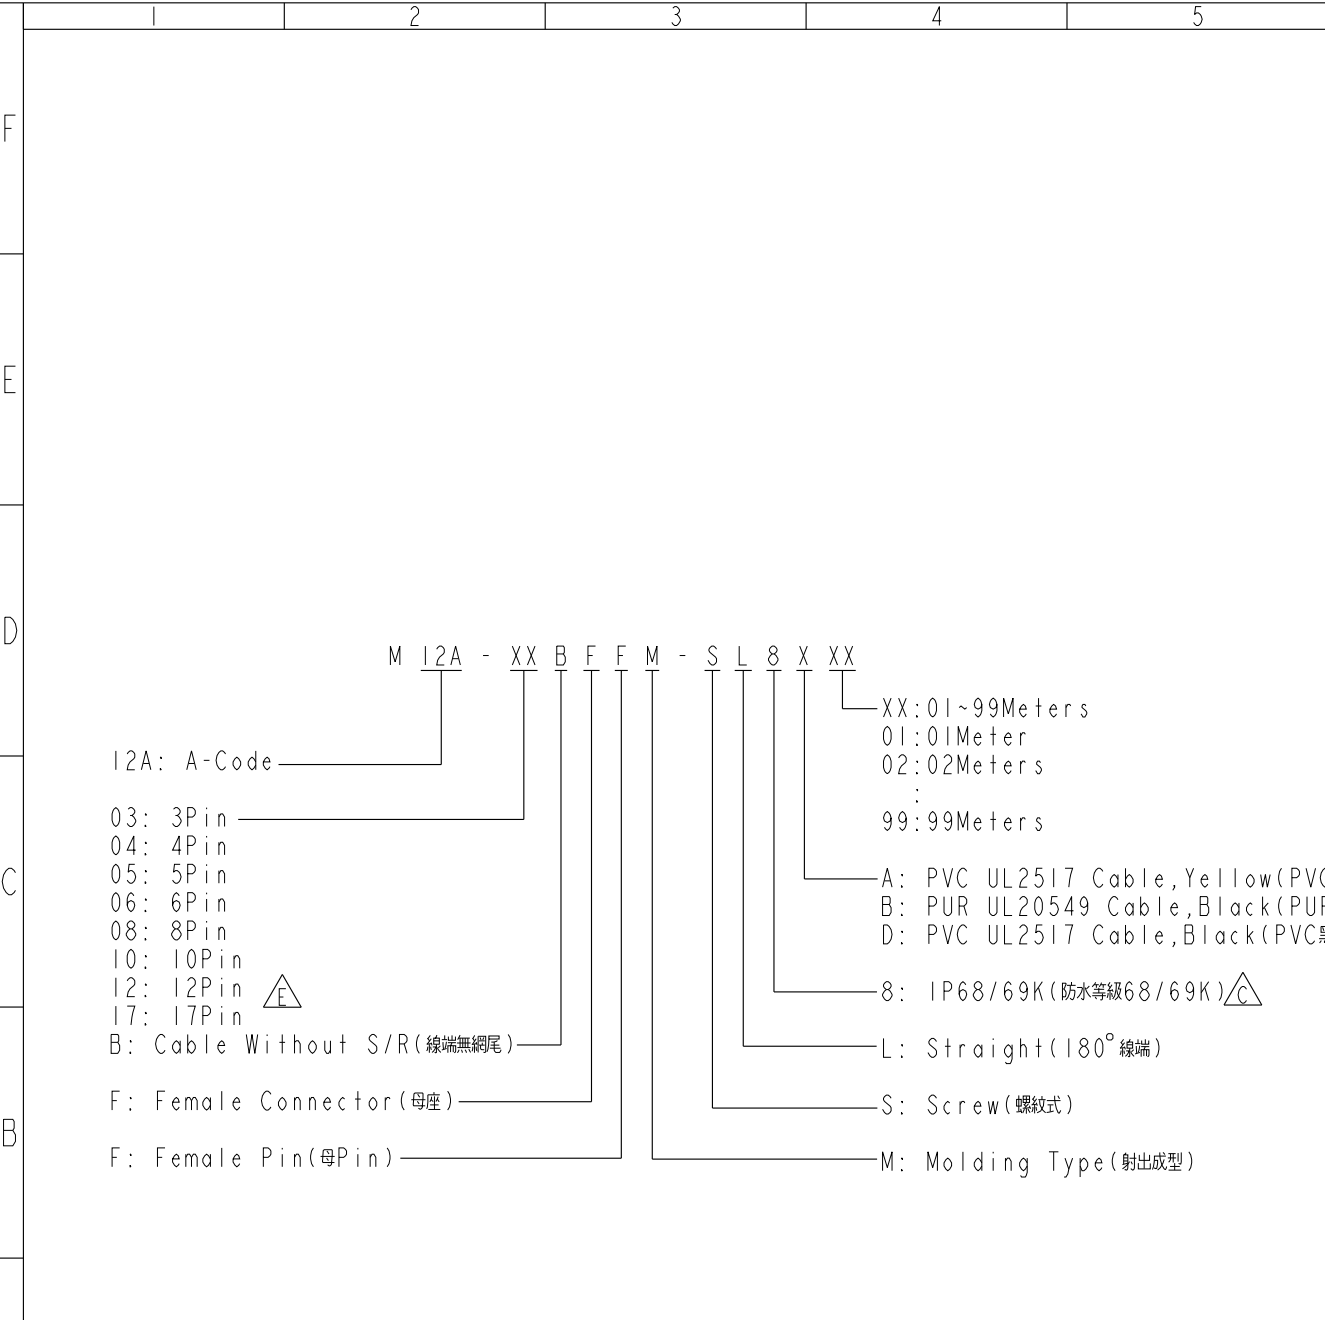 1 2 3 4 5
F
E
D
C
B
M 12A - XX B F F M - S L 8 X XX
12A: A-Code
03: 3Pin
04: 4Pin
05: 5Pin
06: 6Pin
08: 8Pin
10: 10Pin
12: 12Pin
E
17: 17Pin
B: Cable Without S/R(線端無網尾)
F: Female Connector(母座)
F: Female Pin(母Pin)
XX:01~99Meters
01:01Meter
02:02Meters
:
99:99Meters
A: PVC UL2517 Cable,Yellow(PVC
B: PUR UL20549 Cable,Black(PUR
D: PVC UL2517 Cable,Black(PVC
8: IP68/69K(防水等級68/69K)
C
L: Straight(180°線端)
S: Screw(螺紋式)
M: Molding Type(射出成型)